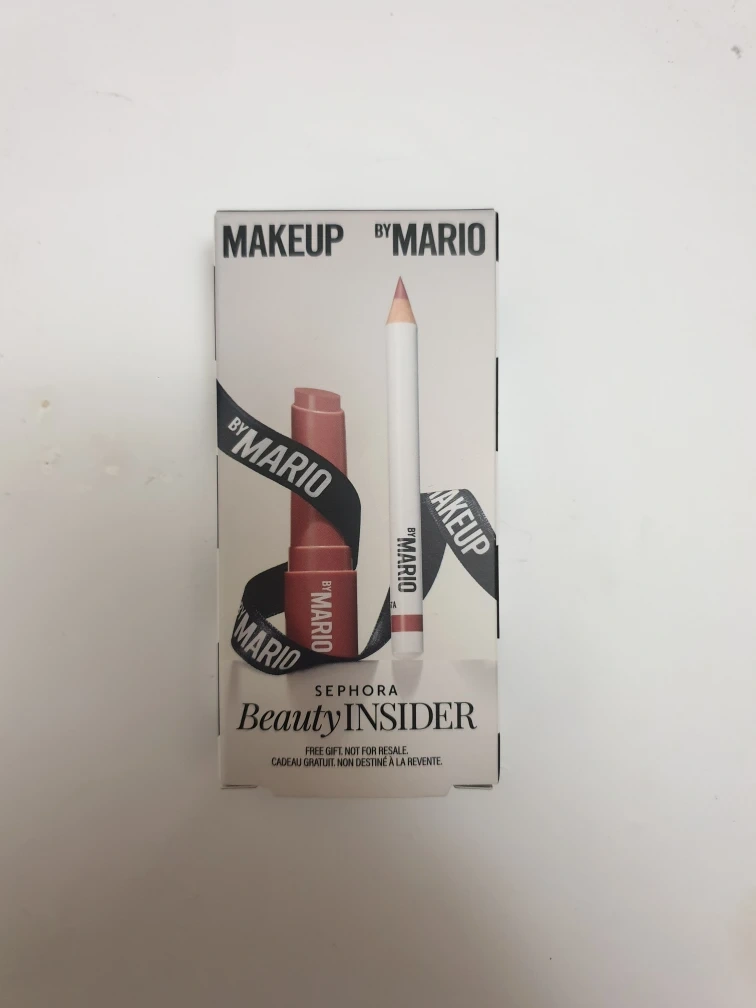 MAKEUP BY MARIO
BY MARIO
MAKEUP
BY MARIO
BY MARIO
BY MARIO
SEPHORA
Beauty INSIDER
FREE GIFT. NOT FOR RESALE.
CADEAU GRATUIT. NON DESTINÉ À LA REVENTE.